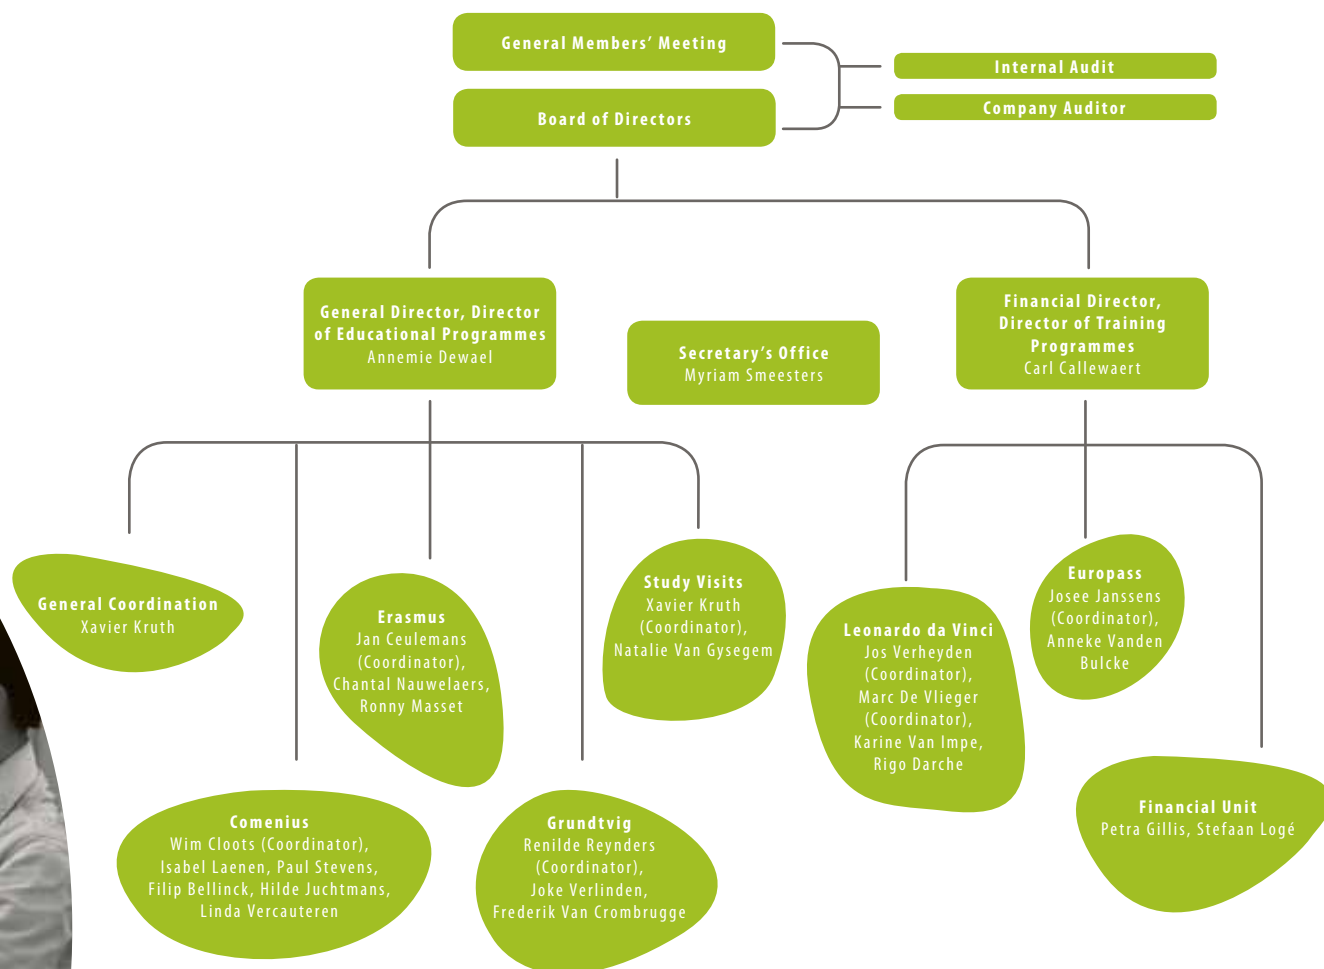 General Members' Meeting
Internal Audit
Company Auditor
Board of Directors
General Director, Director
of Educational Programmes
Annemie Dewael
Secretary's Office
Myriam Smeesters
Financial Director,
Director of Training
Programmes
Carl Callewaert
General Coordination
Xavier Kruth
Erasmus
Jan Ceulemans
(Coordinator),
Chantal Nauwelaers,
Ronny Masset
Study Visits
Xavier Kruth
(Coordinator),
Natalie Van Gysegem
Leonardo da Vinci
Jos Verheyden
(Coordinator),
Marc De Vlieger
(Coordinator),
Karine Van Impe,
Rigo Darche
Europass
Josee Janssens
(Coordinator),
Anneke Vanden
Bulcke
Comenius
Wim Cloots (Coordinator),
Isabel Laenen, Paul Stevens,
Filip Bellinck, Hilde Juchtmans,
Linda Vercauteren
Grundtvig
Renilde Reynders
(Coordinator),
Joke Verlinden,
Frederik Van Crombrugge
Financial Unit
Petra Gillis, Stefaan Logé